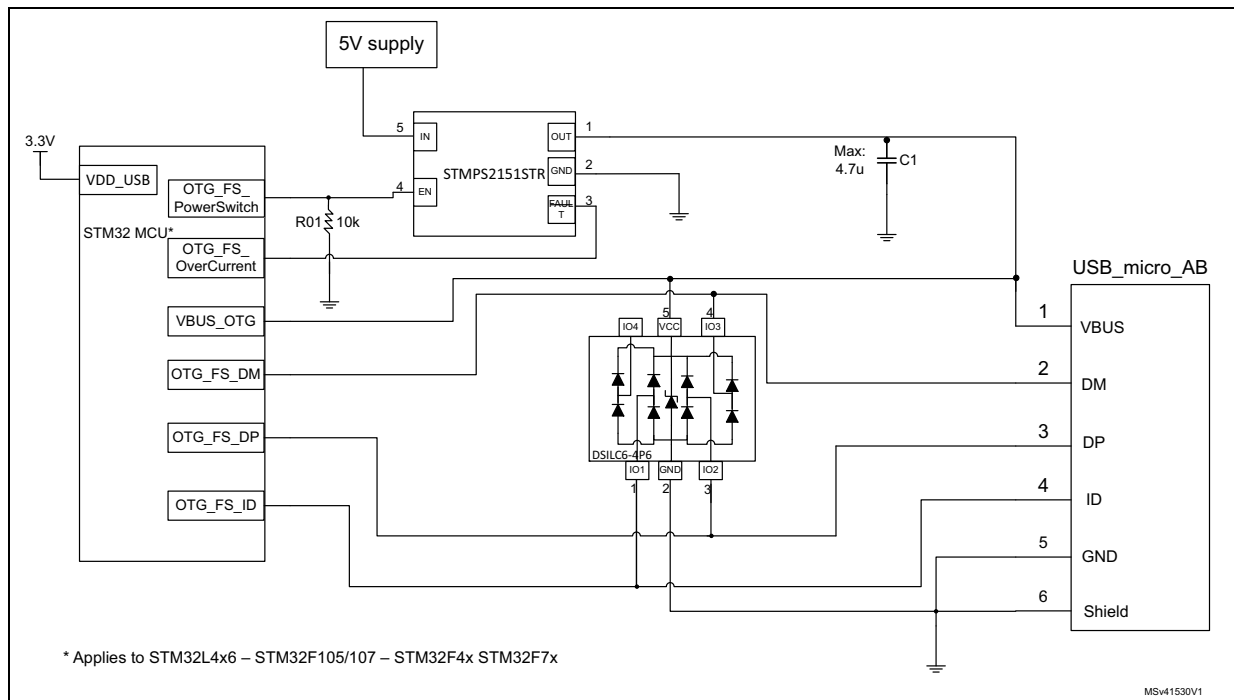 5V supply
3.3V
VDD_USB
OTG_FS_
PowerSwitch
STM32 MCU*
OTG_FS_
OverCurrent
VBUS_OTG
OTG_FS_DM
OTG_FS_DP
OTG_FS_ID
R01
10k
5
IN
4
EN
STMPS2151STR
OUT
1
GND
2
FAUL
T
3
Max:
4.7u
C1
5
4
IO4
VCC
IO3
DSILC6-4P6
IO1
GND
IO2
1
2
3
USB_micro_AB
1
VBUS
2
DM
3
DP
4
ID
5
GND
6
Shield
* Applies to STM32L4x6 – STM32F105/107 – STM32F4x STM32F7x
MSv41530V1